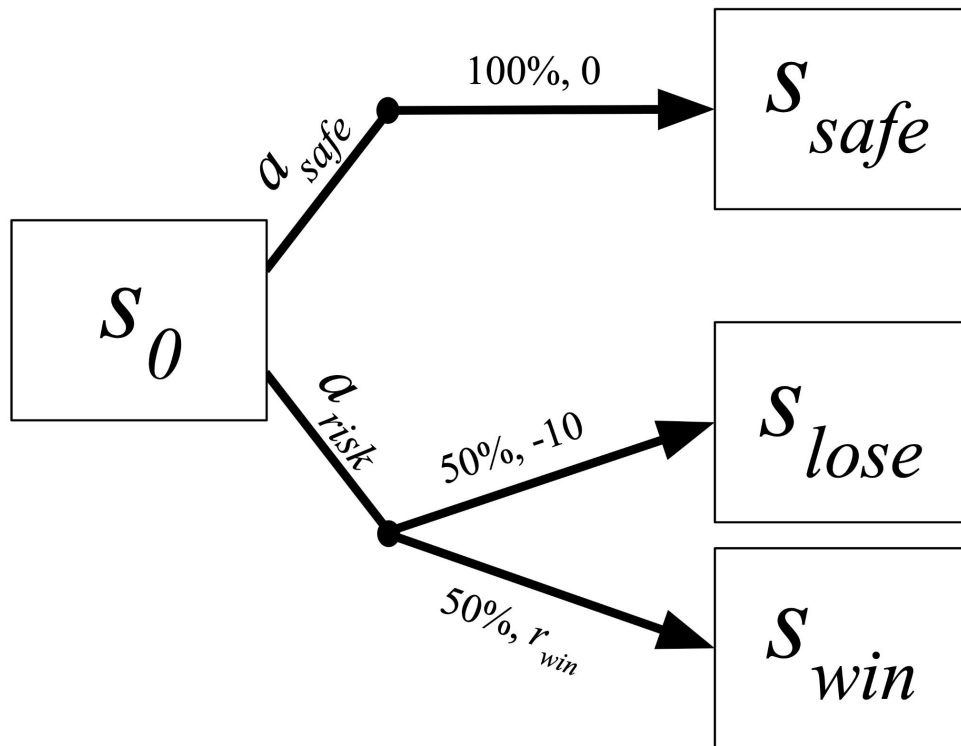 a safe
100%, 0
s safe
s 0
a risk
50%, -10
s lose
50%, r win
s win